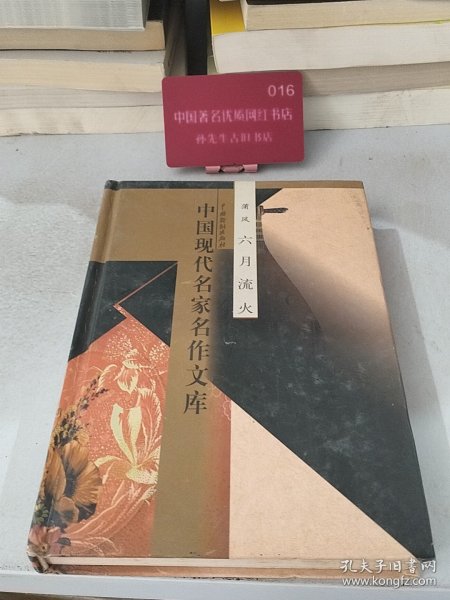 016
中国著名优质网红书店
孙先生古旧书店
蒲风
六月流火
中国现代名家名作文库
孔夫子旧书网
www.kongfz.com